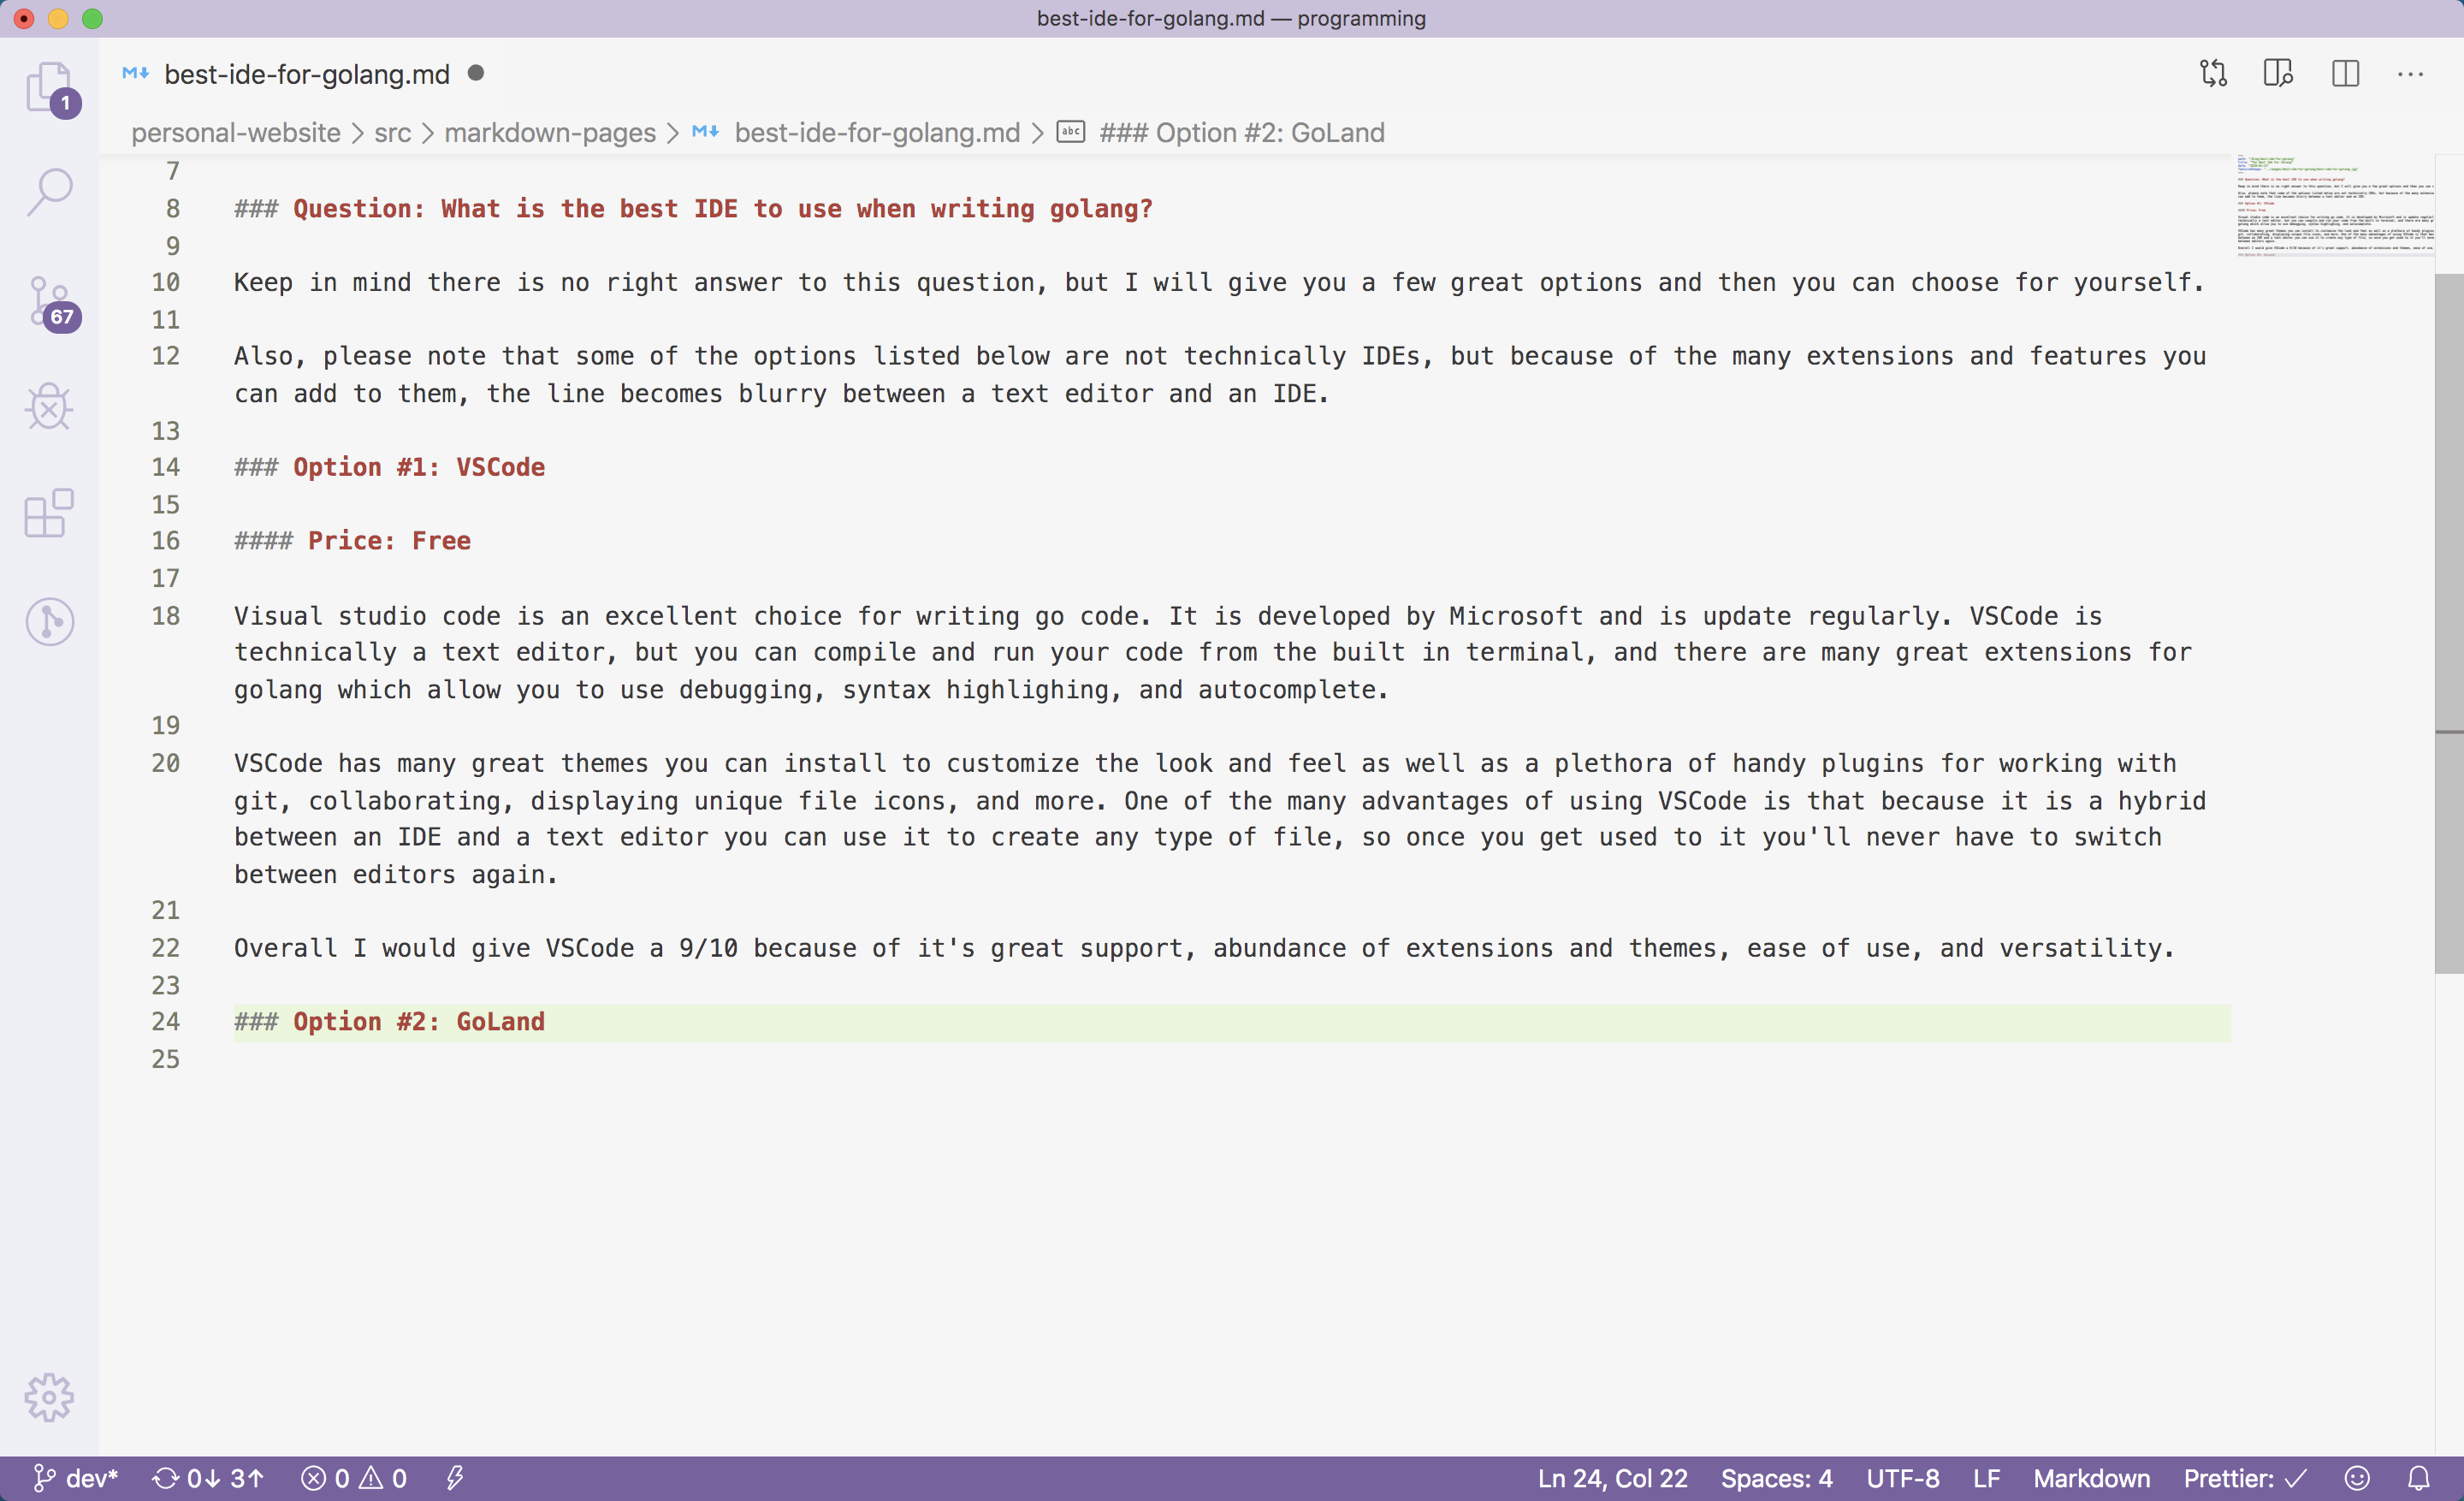 best-ide-for-golang.md — programming
best-ide-for-golang.md
1
personal-website > src > markdown-pages > best-ide-for-golang.md > abc ### Option #2: GoLand
7
8 ### Question: What is the best IDE to use when writing golang?
9
10 Keep in mind there is no right answer to this question, but I will give you a few great options and then you can choose for yourself.
67
11
12 Also, please note that some of the options listed below are not technically IDEs, but because of the many extensions and features you
can add to them, the line becomes blurry between a text editor and an IDE.
13
14 ### Option #1: VSCode
15
16 #### Price: Free
17
18 Visual studio code is an excellent choice for writing go code. It is developed by Microsoft and is update regularly. VSCode is
technically a text editor, but you can compile and run your code from the built in terminal, and there are many great extensions for
golang which allow you to use debugging, syntax highlighing, and autocomplete.
19
20 VSCode has many great themes you can install to customize the look and feel as well as a plethora of handy plugins for working with
git, collaborating, displaying unique file icons, and more. One of the many advantages of using VSCode is that because it is a hybrid
between an IDE and a text editor you can use it to create any type of file, so once you get used to it you'll never have to switch
between editors again.
21
22 Overall I would give VSCode a 9/10 because of it's great support, abundance of extensions and themes, ease of use, and versatility.
23
24 ### Option #2: GoLand
25
dev* 0↓ 3↑ 0 0 Ln 24, Col 22 Spaces: 4 UTF-8 LF Markdown Prettier: ✓